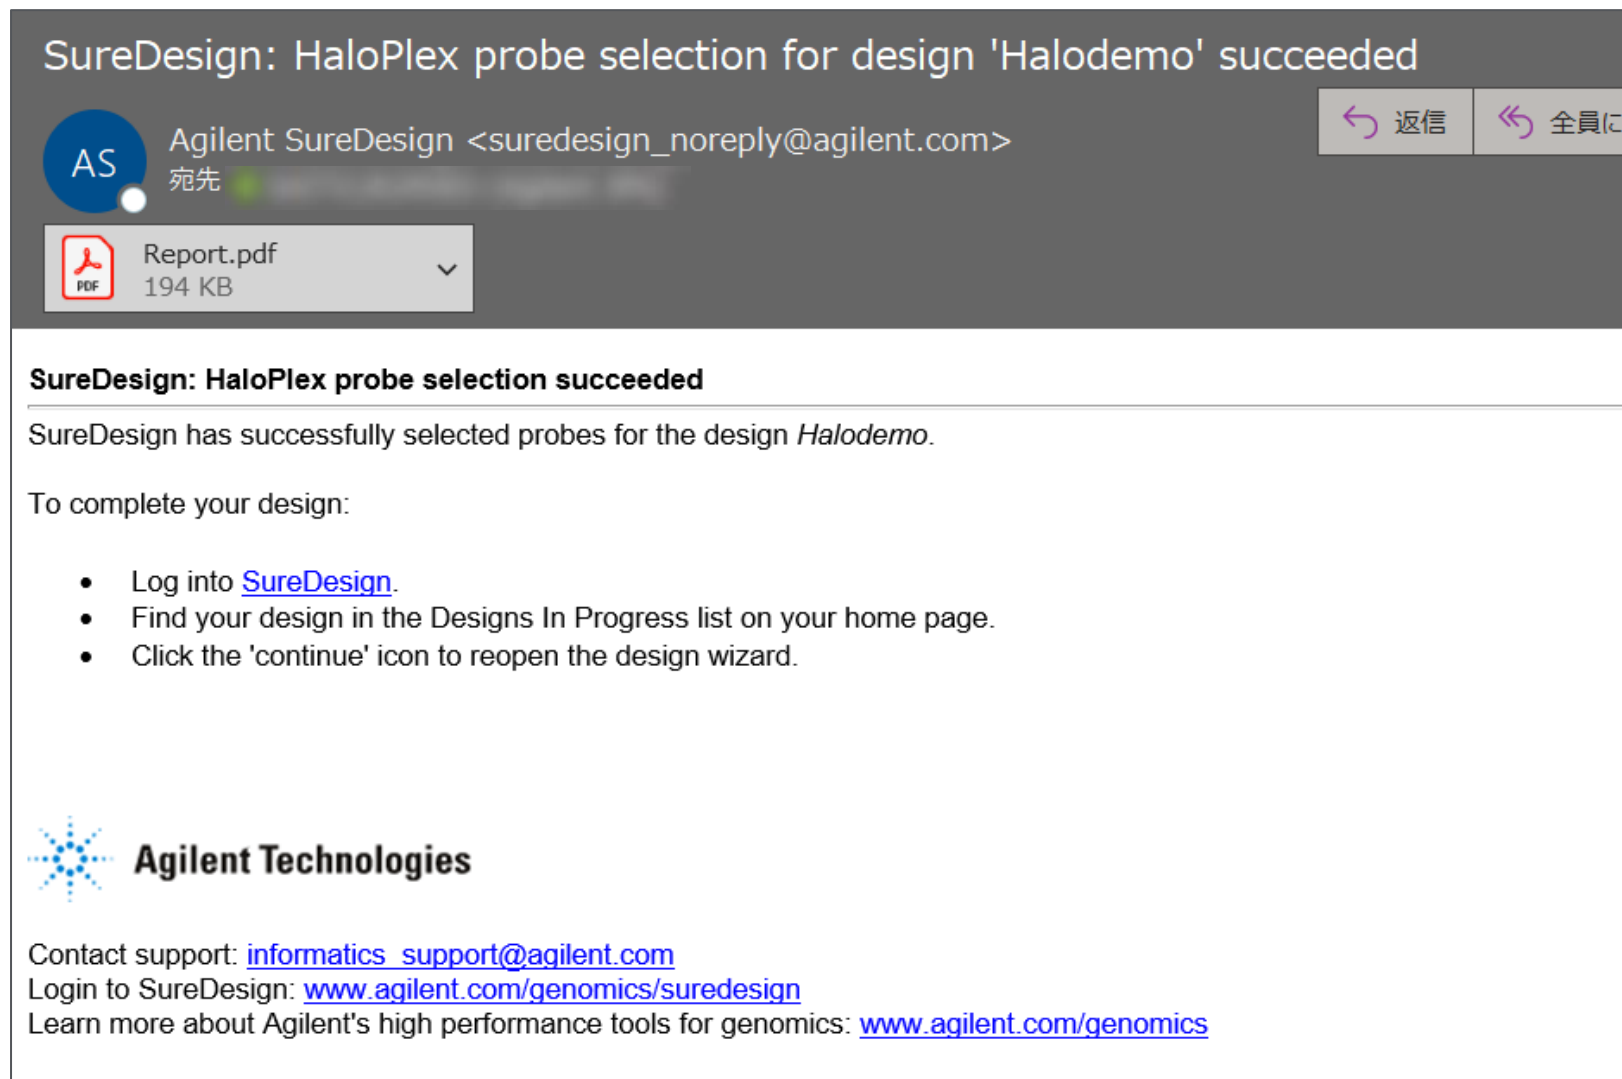 SureDesign: HaloPlex probe selection for design 'Halodemo' succeeded
返信
全員に
AS
Agilent SureDesign <suredesign_noreply@agilent.com>
宛先
Report.pdf
PDF
194 KB
SureDesign: HaloPlex probe selection succeeded
SureDesign has successfully selected probes for the design Halodemo.
To complete your design:
• Log into SureDesign.
• Find your design in the Designs In Progress list on your home page.
• Click the 'continue' icon to reopen the design wizard.
Agilent Technologies
Contact support: informatics_support@agilent.com
Login to SureDesign: www.agilent.com/genomics/suredesign
Learn more about Agilent's high performance tools for genomics: www.agilent.com/genomics